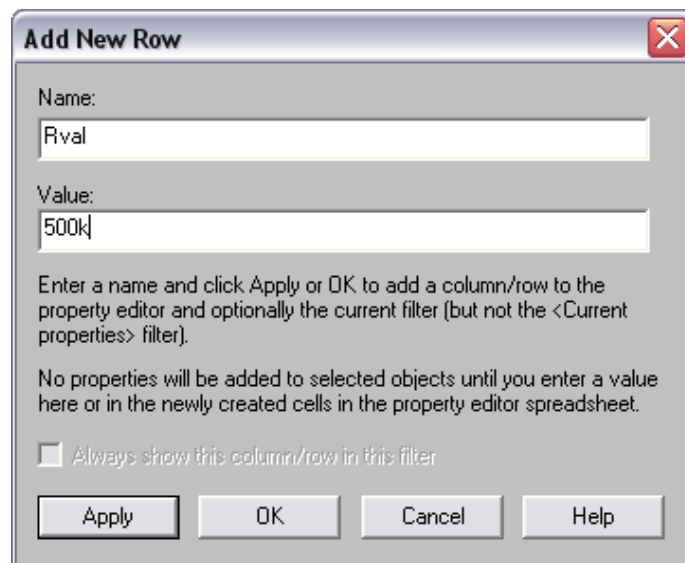 Add New Row
Name:
Rval
Value:
500k
Enter a name and click Apply or OK to add a column/row to the
property editor and optionally the current filter (but not the <Current
properties> filter).
No properties will be added to selected objects until you enter a value
here or in the newly created cells in the property editor spreadsheet.
Always show this column/row in this filter
Apply OK Cancel Help